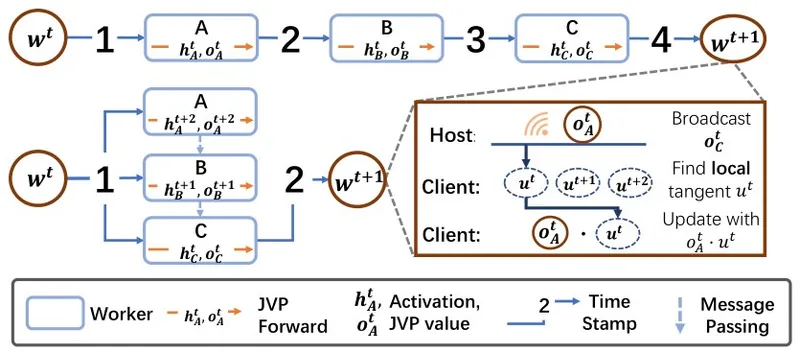 w^t 1 A h_A^t, o_A^t 2 B h_B^t, o_B^t 3 C h_C^t, o_C^t 4 w^{t+1}
A
h_A^{t+2}, o_A^{t+2}
w^t 1 B h_B^{t+1}, o_B^{t+1} 2 w^{t+1}
C
h_C^t, o_C^t
Host: o_A^t Broadcast
o_C^t
Client: u^t u^{t+1} u^{t+2} Find local
tangent u^t
Client: o_A^t · u^t Update with
o_A^t · u^t
Worker h_A^t, o_A^t JVP
Forward
h_A^t, Activation,
o_A^t JVP value
2 Time
Stamp
Message
Passing